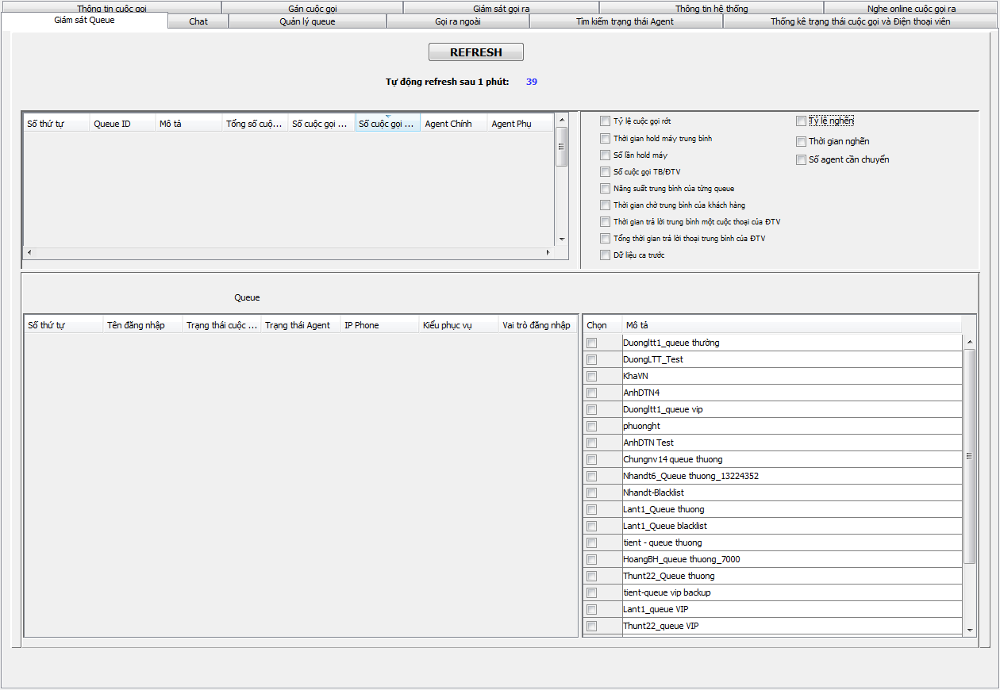 Thông tin cuộc gọi Gán cuộc gọi Giám sát gọi ra Thông tin hệ thống Nghe online cuộc gọi ra
Giám sát Queue Chat Quản lý queue Gọi ra ngoài Tìm kiếm trạng thái Agent Thống kê trạng thái cuộc gọi và Điện thoại viên
REFRESH
Tự động refresh sau 1 phút: 39
Số thứ tự Queue ID Mô tả Tổng số cuộ... Số cuộc gọi ... Số cuộc gọi ... Agent Chính Agent Phụ
Tỷ lệ cuộc gọi rớt
Thời gian hold máy trung bình
Số lần hold máy
Số cuộc gọi TB/ĐTV
Năng suất trung bình của từng queue
Thời gian chờ trung bình của khách hàng
Thời gian trả lời trung bình một cuộc thoại của ĐTV
Tổng thời gian trả lời thoại trung bình của ĐTV
Dữ liệu ca trước
Tỷ lệ nghẽn
Thời gian nghẽn
Số agent cần chuyển
Queue
Số thứ tự Tên đăng nhập Trạng thái cuộc ... Trạng thái Agent IP Phone Kiểu phục vụ Vai trò đăng nhập
Chọn Mô tả
Duongltt1_queue thường
DuongLTT_Test
KhaVN
AnhDTN4
Duongltt1_queue vip
phuonght
AnhDTN Test
Chungnv14 queue thuong
Nhandt6_Queue thuong_13224352
Nhandt-Blacklist
Lant1_Queue thuong
Lant1_Queue blacklist
tient - queue thuong
HoangBH_queue thuong_7000
Thunt22_Queue thuong
tient-queue vip backup
Lant1_queue VIP
Thunt22_queue VIP